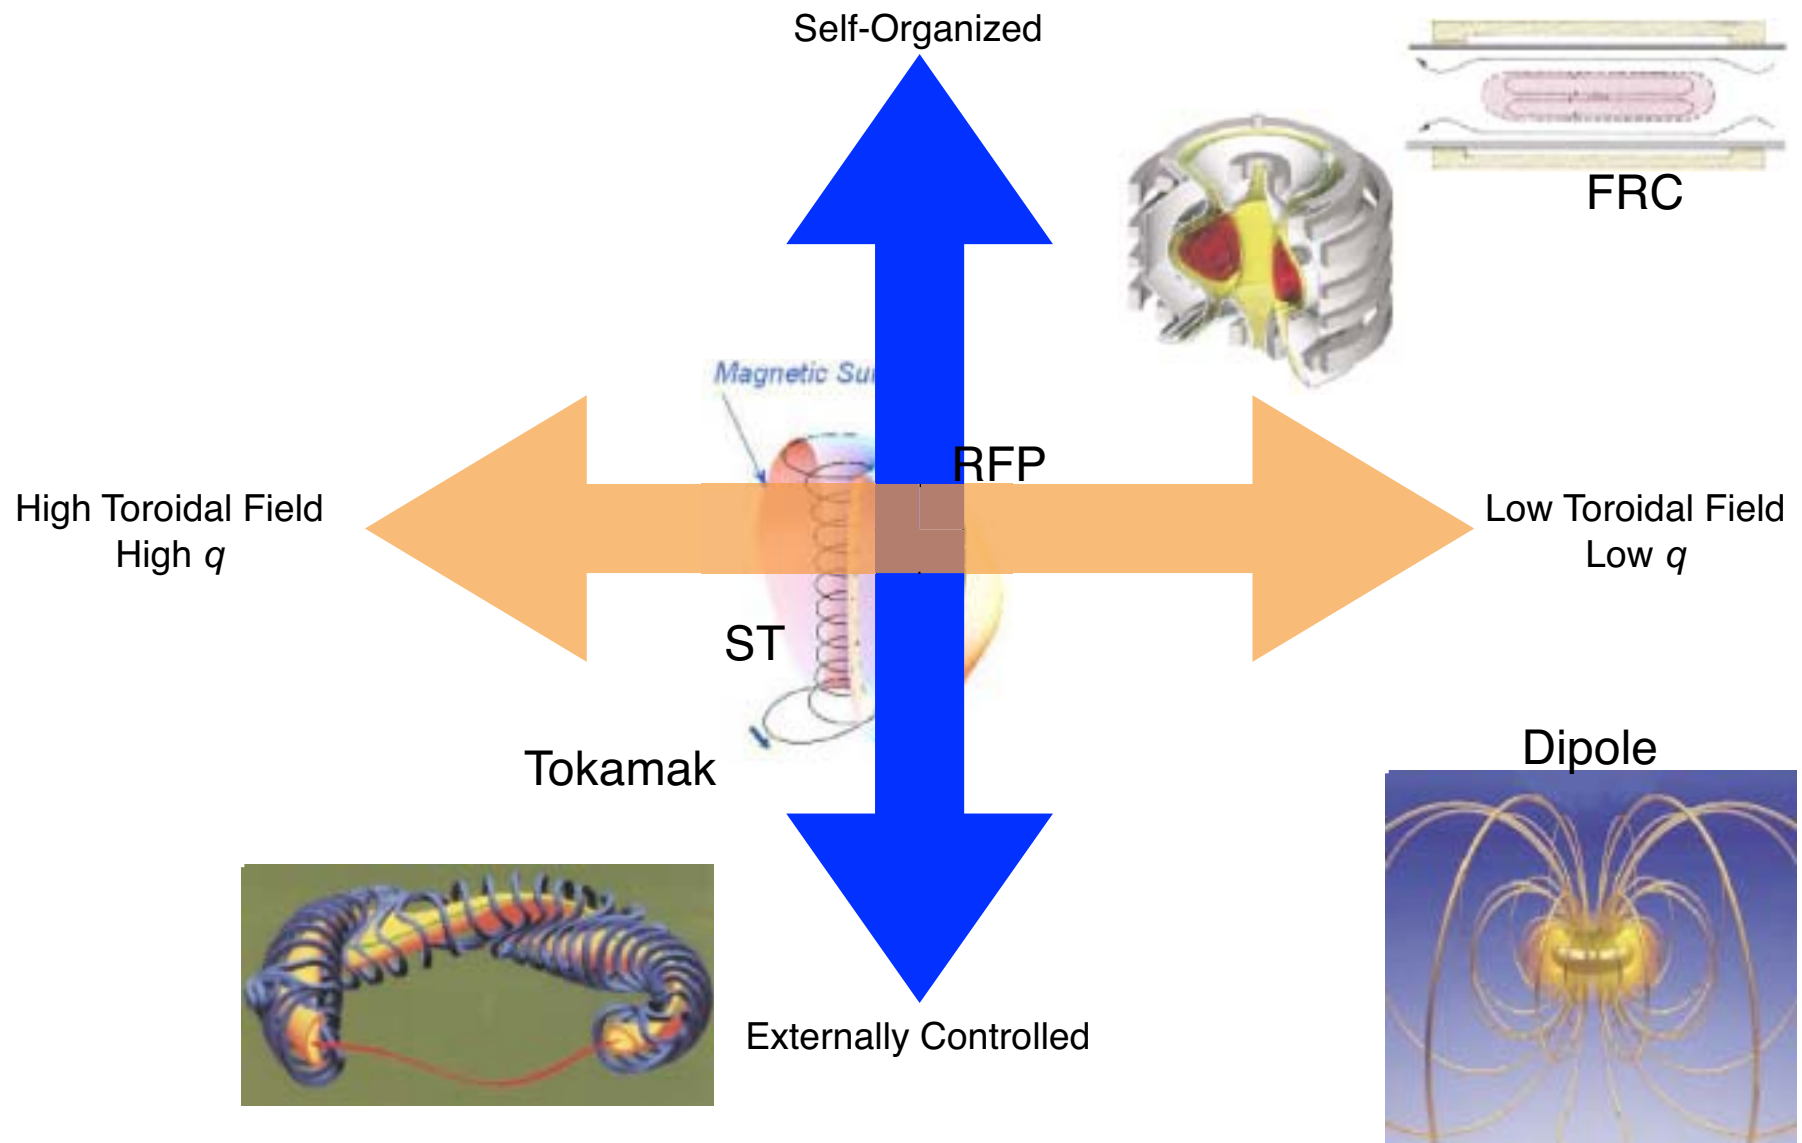 Self-Organized
FRC
Magnetic Su
RFP
High Toroidal Field
High q
Low Toroidal Field
Low q
ST
Tokamak
Dipole
Externally Controlled